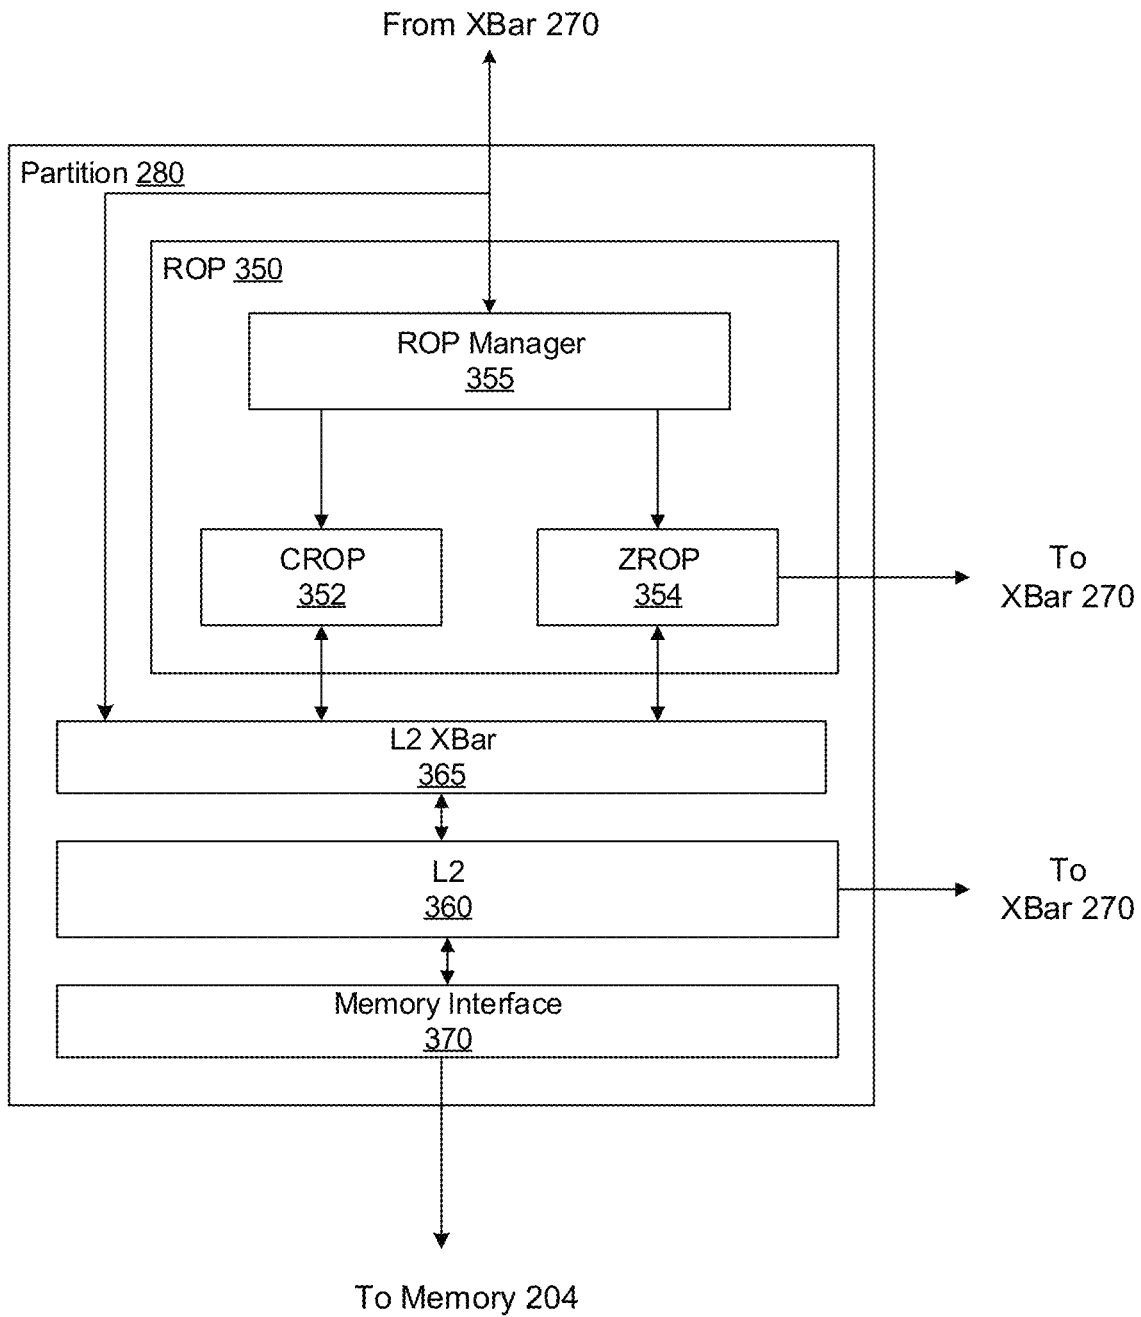 From XBar 270
Partition 280
ROP 350
ROP Manager
355
CROP
352
ZROP
354
To
XBar 270
L2 XBar
365
L2
360
To
XBar 270
Memory Interface
370
To Memory 204